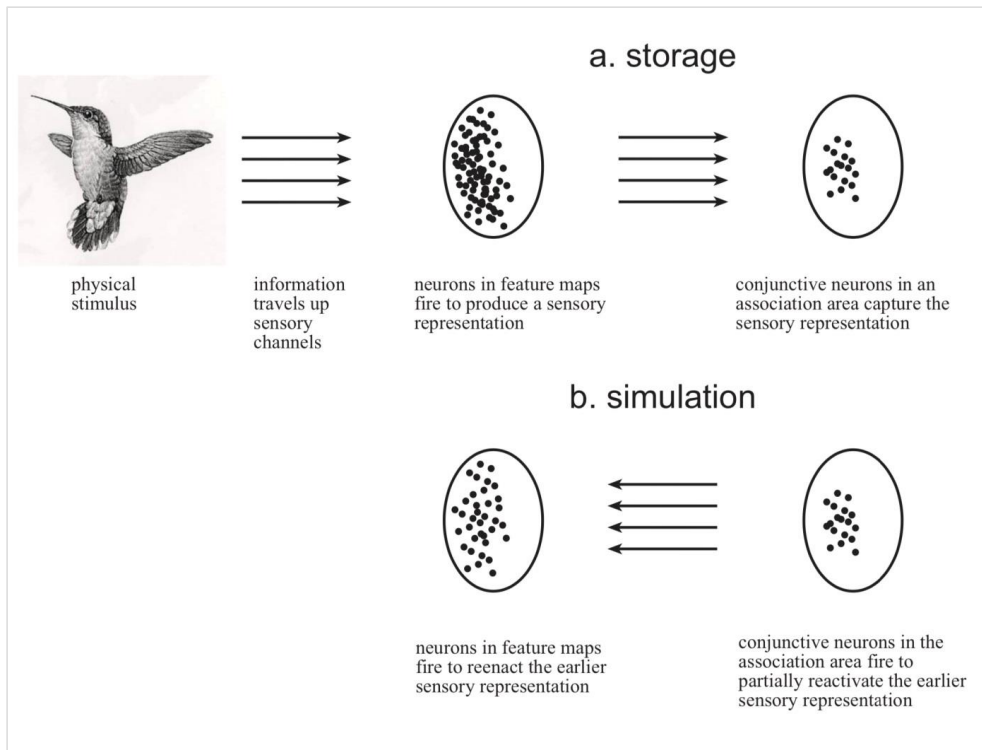 a. storage
physical
stimulus
information
travels up
sensory
channels
neurons in feature maps
fire to produce a sensory
representation
conjunctive neurons in an
association area capture the
sensory representation
b. simulation
neurons in feature maps
fire to reenact the earlier
sensory representation
conjunctive neurons in the
association area fire to
partially reactivate the earlier
sensory representation